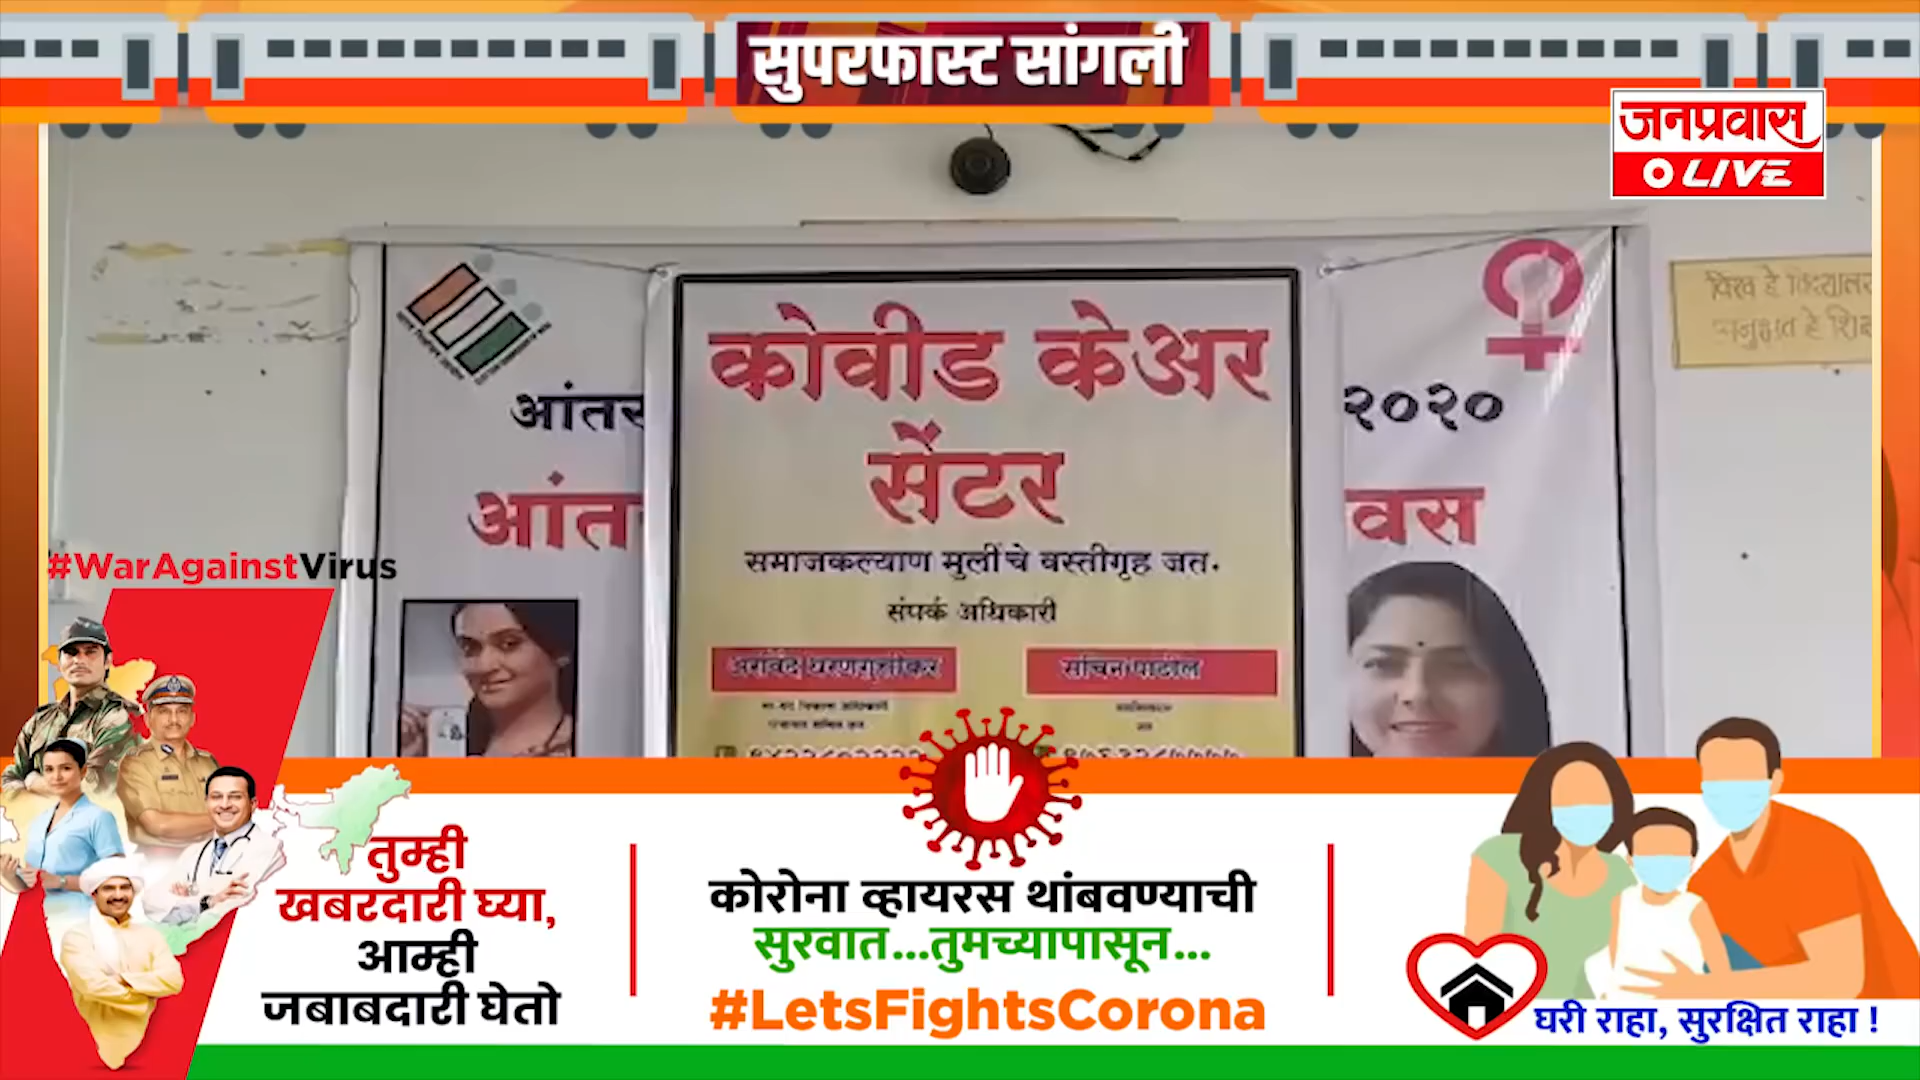 सुपरफास्ट सांगली
जनप्रवास
LIVE
आंतर
२०२०
आंत
वस
कोवीड केअर
सेंटर
समाजकल्याण मुलींचे वस्तीगृह जत.
संपर्क अधिकारी
सचिन पाटील
#WarAgainstVirus
तुम्ही
खबरदारी घ्या,
आम्ही
जबाबदारी घेतो
कोरोना व्हायरस थांबवण्याची
सुरवात...तुमच्यापासून...
#LetsFightsCorona
घरी राहा, सुरक्षित राहा !